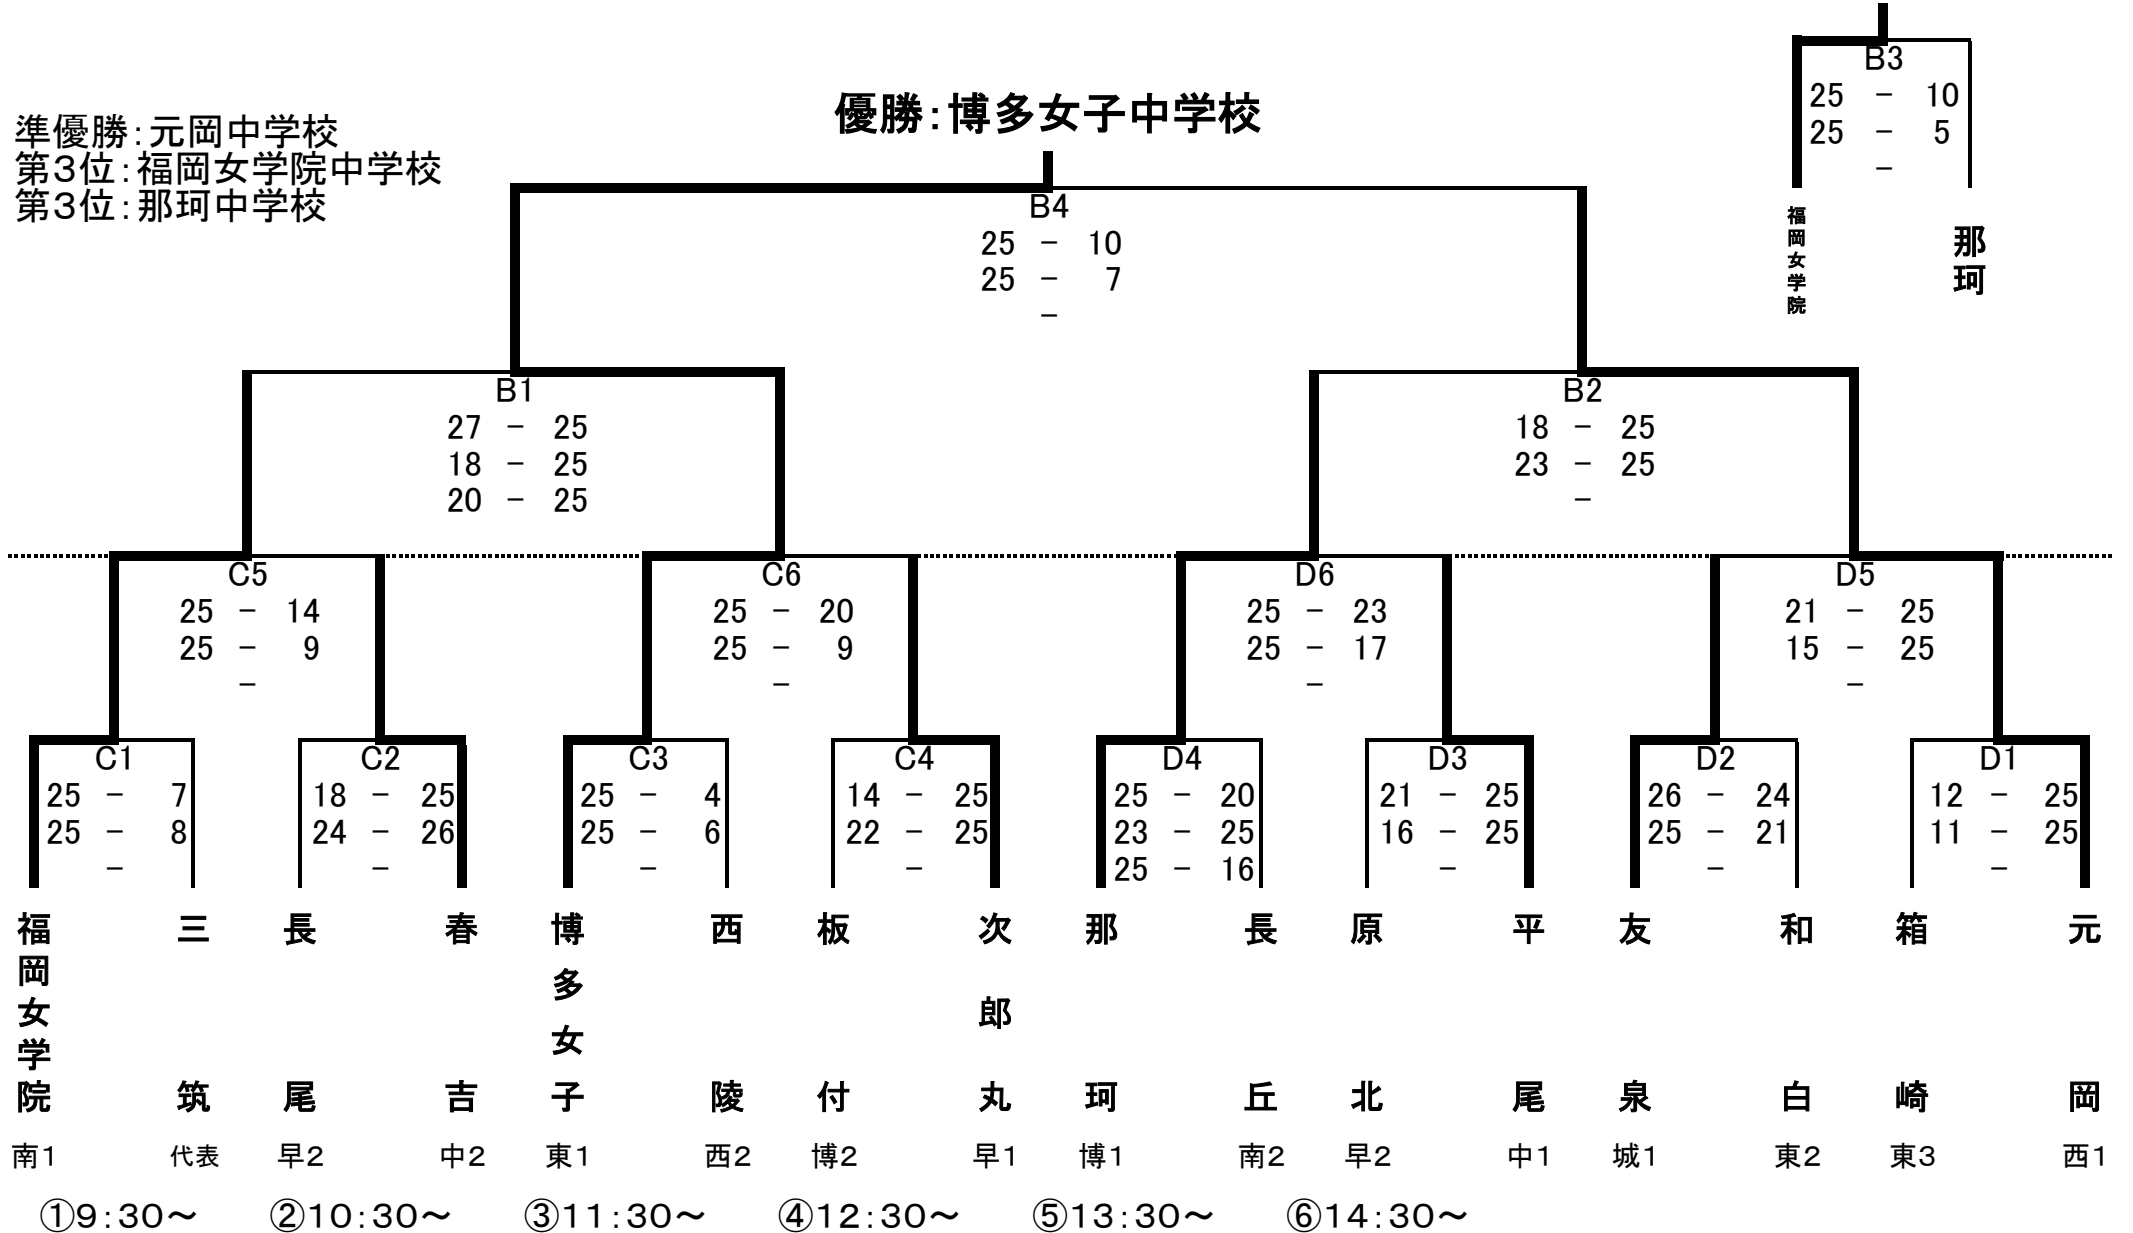 B3
25 - 10
25 - 5
-
福岡女学院
那珂
優勝:博多女子中学校
準優勝:元岡中学校
第3位:福岡女学院中学校
第3位:那珂中学校
B4
25 - 10
25 - 7
-
B1
27 - 25
18 - 25
20 - 25
B2
18 - 25
23 - 25
-
C5
25 - 14
25 - 9
-
C6
25 - 20
25 - 9
-
D6
25 - 23
25 - 17
-
D5
21 - 25
15 - 25
-
C1
25 - 7
25 - 8
-
C2
18 - 25
24 - 26
-
C3
25 - 4
25 - 6
-
C4
14 - 25
22 - 25
-
D4
25 - 20
23 - 25
25 - 16
D3
21 - 25
16 - 25
-
D2
26 - 24
25 - 21
-
D1
12 - 25
11 - 25
-
福岡女学院
三筑
長尾
春吉
博多女子
西陵
板付
次郎丸
那珂
長丘
原北
平尾
友泉
和白
箱崎
元岡
南1 代表 早2 中2 東1 西2 博2 早1 博1 南2 早2 中1 城1 東2 東3 西1
①9:30～ ②10:30～ ③11:30～ ④12:30～ ⑤13:30～ ⑥14:30～